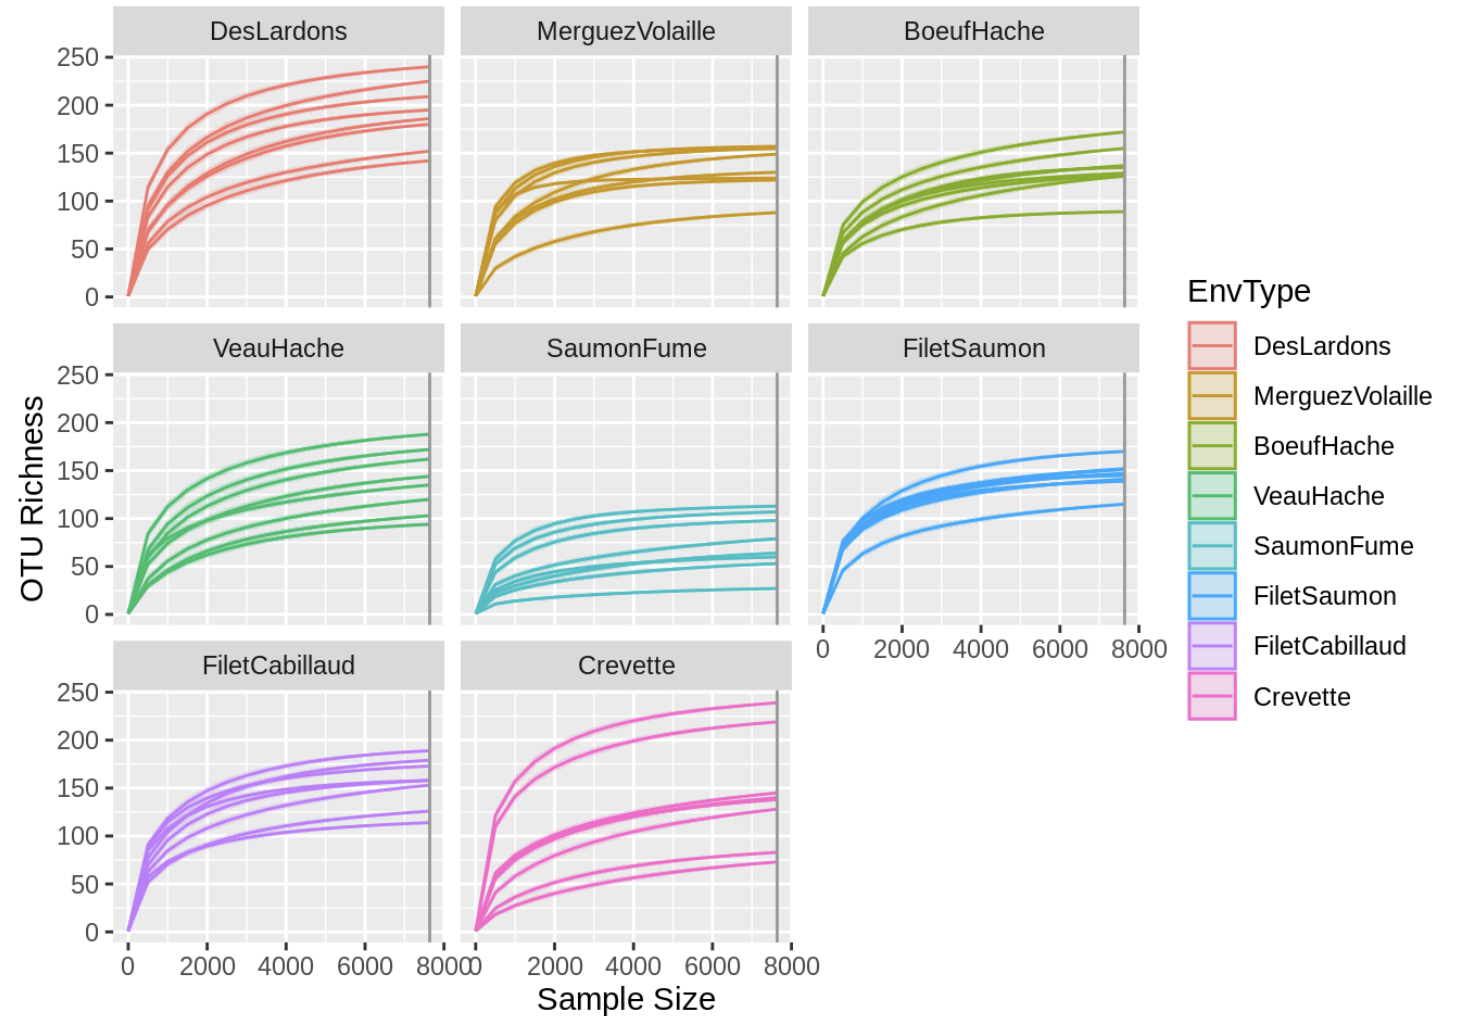 DesLardons
MerguezVolaille
BoeufHache
250
200
150
100
50
0
VeauHache
SaumonFume
FiletSaumon
250
200
150
100
50
0
0
2000
4000
6000
8000
FiletCabillaud
Crevette
250
200
150
100
50
0
0
2000
4000
6000
8000
0
2000
4000
6000
8000
Sample Size
OTU Richness
EnvType
DesLardons
MerguezVolaille
BoeufHache
VeauHache
SaumonFume
FiletSaumon
FiletCabillaud
Crevette